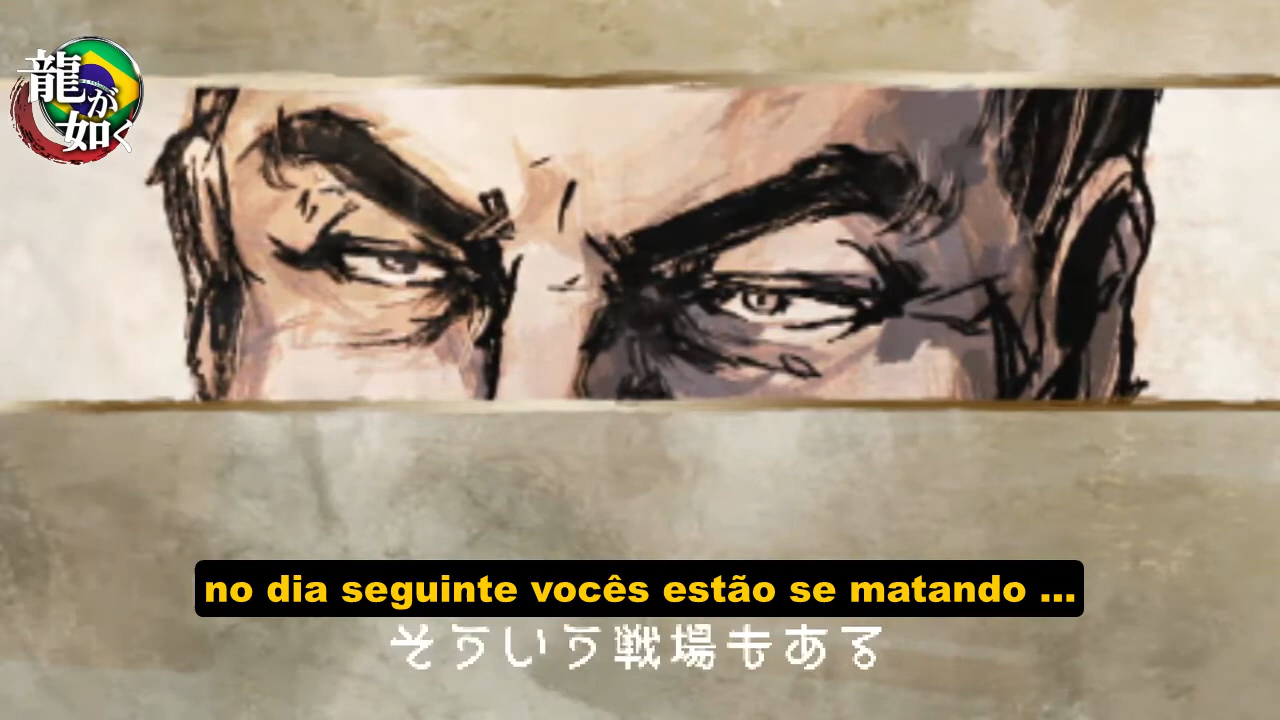 龍が如く
no dia seguinte vocês estão se matando ...
そういう戦場もある